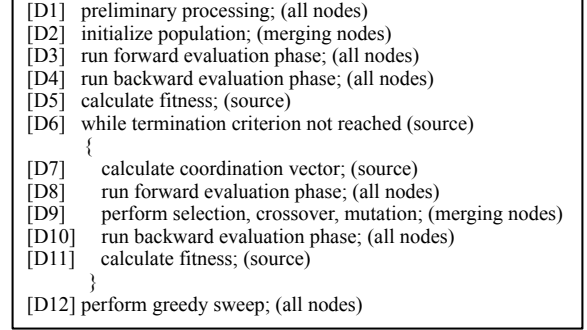 [D1] preliminary processing; (all nodes)
[D2] initialize population; (merging nodes)
[D3] run forward evaluation phase; (all nodes)
[D4] run backward evaluation phase; (all nodes)
[D5] calculate fitness; (source)
[D6] while termination criterion not reached (source)
{
[D7] calculate coordination vector; (source)
[D8] run forward evaluation phase; (all nodes)
[D9] perform selection, crossover, mutation; (merging nodes)
[D10] run backward evaluation phase; (all nodes)
[D11] calculate fitness; (source)
}
[D12] perform greedy sweep; (all nodes)